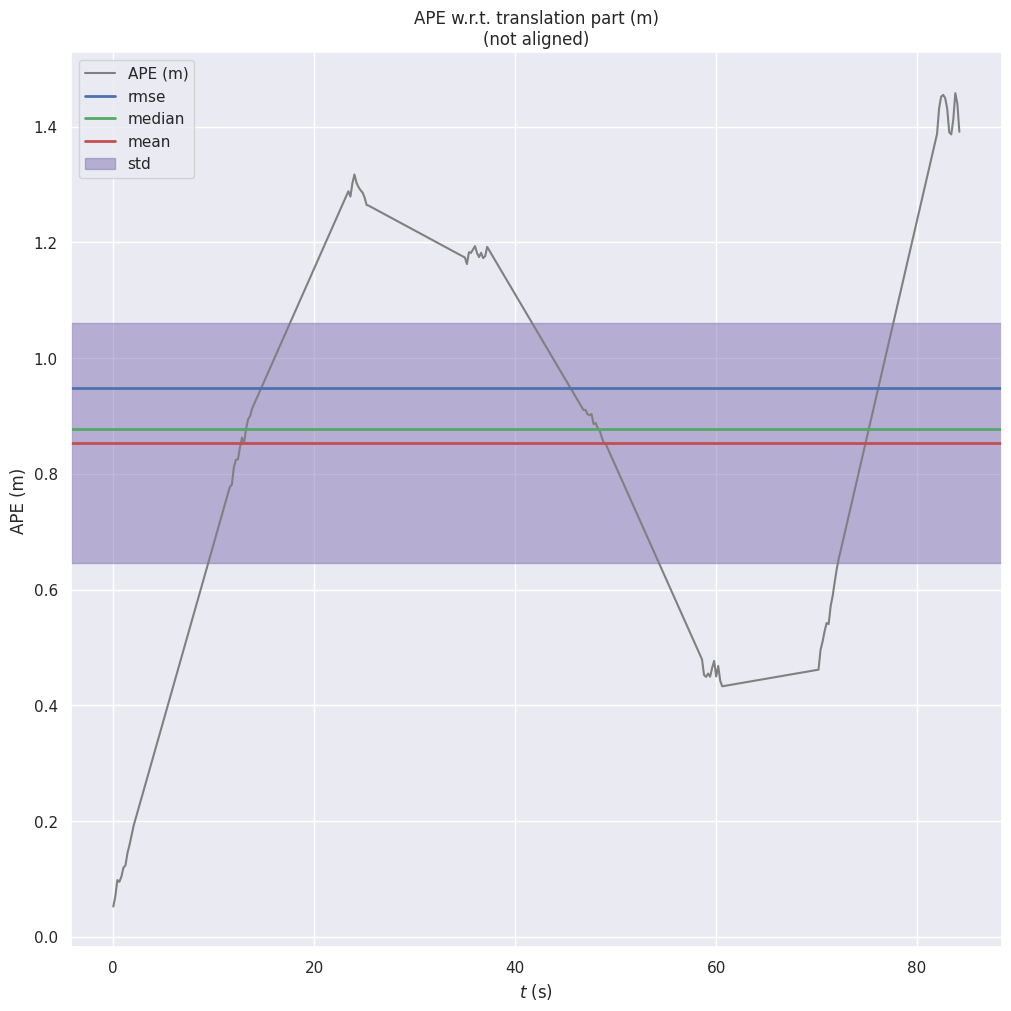 APE w.r.t. translation part (m)
(not aligned)
APE (m)
rmse
median
mean
std
APE (m)
1.4
1.2
1.0
0.8
0.6
0.4
0.2
0.0
0
20
40
60
80
t (s)